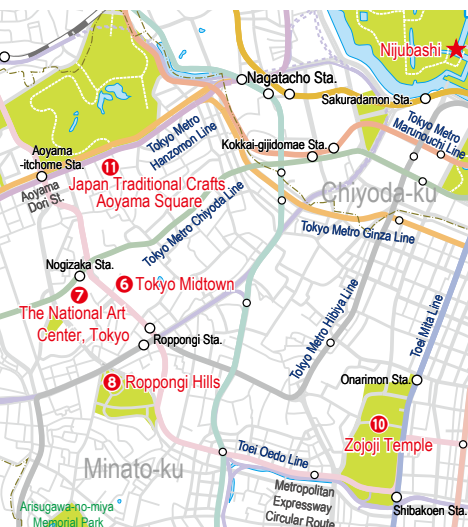 Nijubashi
Nagatacho Sta.
Sakuradamon Sta.
Tokyo Metro
Hanzomon Line
Tokyo Metro
Marunouchi Line
Kokkai-gijidomae Sta.
Aoyama
-itchome Sta.
11
Japan Traditional Crafts
Aoyama Square
Aoyama
Dori St.
Chiyoda-ku
Tokyo Metro Chiyoda Line
Tokyo Metro Ginza Line
Nogizaka Sta.
6 Tokyo Midtown
7
The National Art
Center, Tokyo
Roppongi Sta.
Tokyo Metro Hibiya Line
Toei Mita Line
8 Roppongi Hills
Onarimon Sta.
10
Zojoji Temple
Toei Oedo Line
Minato-ku
Metropolitan
Expressway
Circular Route
Shibakoen Sta.
Arisugawa-no-miya
Memorial Park